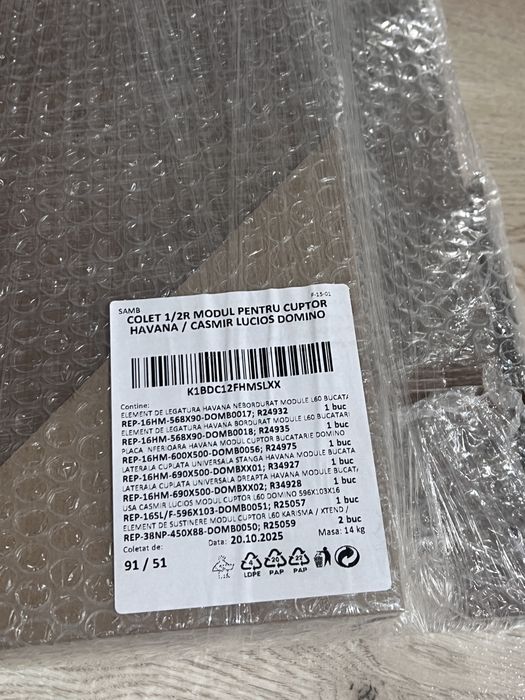 SAMB
F-15-01
COLET 1/2R MODUL PENTRU CUPTOR
HAVANA / CASMIR LUCIOS DOMINO
K1BDC12FHMSLXX
Contine:
ELEMENT DE LEGATURA HAVANA NEBORDURAT MODULE L60 BUCATA
REP-16HM-568X90-DOMB0017; R24932 1 buc
ELEMENT DE LEGATURA HAVANA BORDURAT MODULE L60 BUCATARI
REP-16HM-568X90-DOMB0018; R24935 1 buc
PLACA INFERIOARA HAVANA MODUL CUPTOR BUCATARIE DOMINO
REP-16HM-600X500-DOMB0056; R24975 1 buc
LATERALA CUPLATA UNIVERSALA STANGA HAVANA MODULE BUCATA
REP-16HM-690X500-DOMBXX01; R34927 1 buc
LATERALA CUPLATA UNIVERSALA DREAPTA HAVANA MODULE BUCAT
REP-16HM-690X500-DOMBXX02; R34928 1 buc
USA CASMIR LUCIOS MODUL CUPTOR L60 DOMINO 596X103X16
REP-165L/F-596X103-DOMB0051; R25057 1 buc
ELEMENT DE SUSTINERE MODUL CUPTOR L60 KARISMA / XTEND /
REP-38NP-450X88-DOMB0050; R25059 2 buc
Coletat de: Data: 20.10.2025 Masa: 14 kg
91 / 51
4 20 22
LDPE PAP PAP